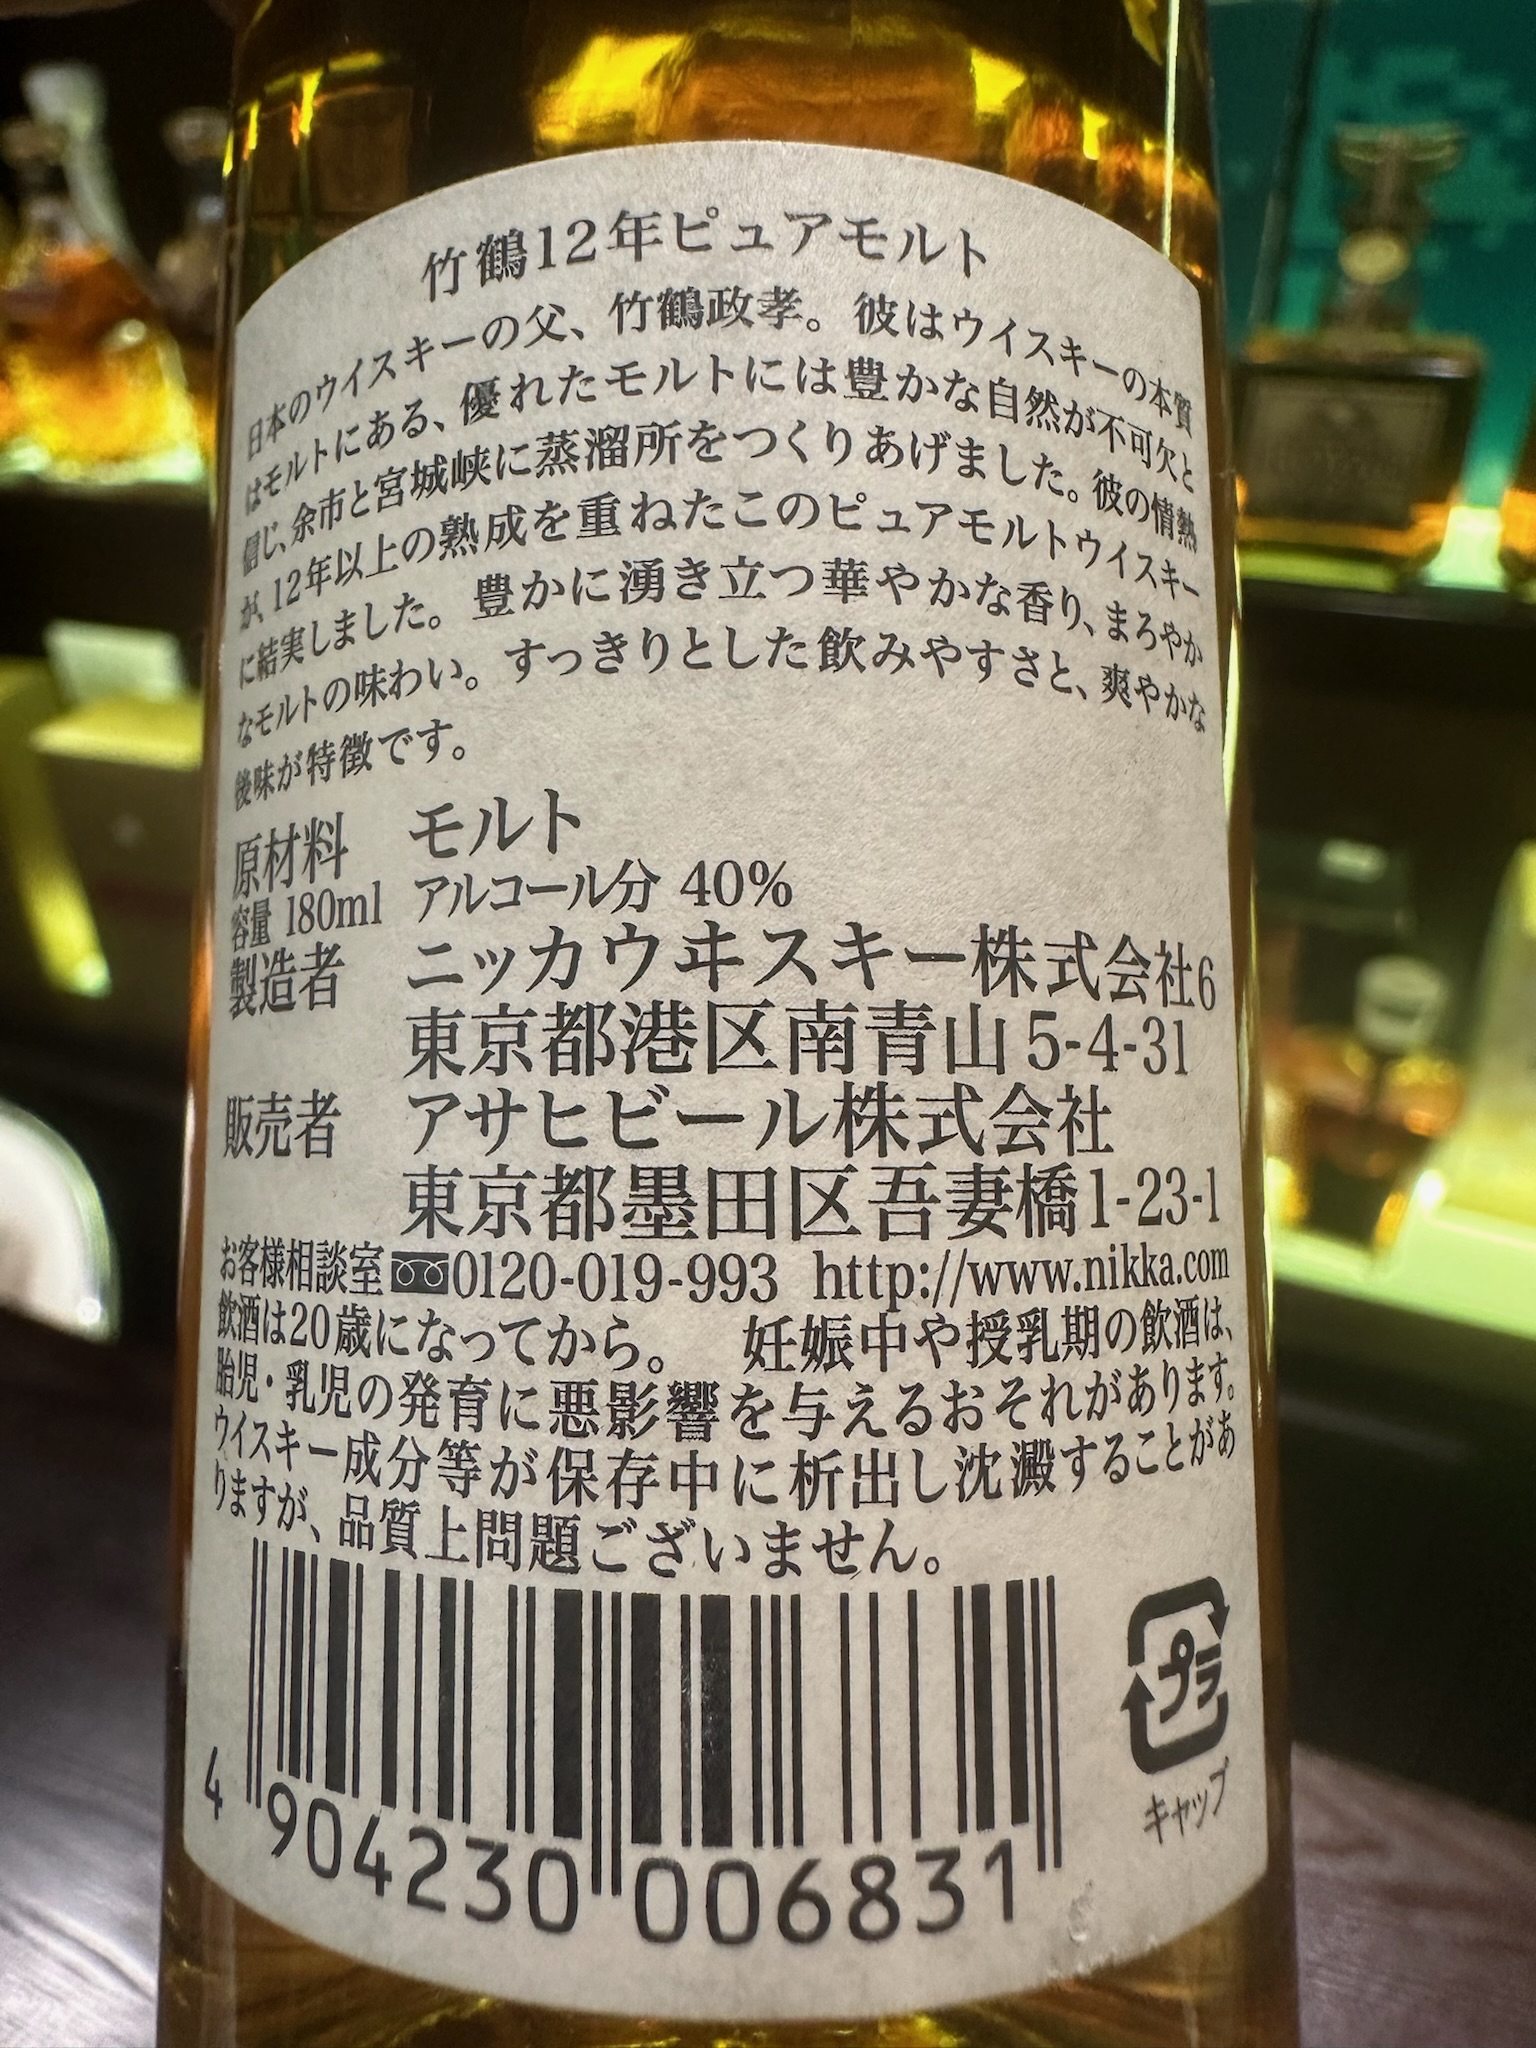 竹鶴12年ピュアモルト
日本のウイスキーの父、竹鶴政孝。彼はウイスキーの本質
はモルトにある、優れたモルトには豊かな自然が不可欠と
信じ、余市と宮城峡に蒸溜所をつくりあげました。彼の情熱
が、12年以上の熟成を重ねたこのピュアモルトウイスキー
に結実しました。豊かに湧き立つ華やかな香り、まろやか
なモルトの味わい。すっきりとした飲みやすさと、爽やかな
後味が特徴です。
原材料 モルト
容量 180ml アルコール分 40%
製造者 ニッカウヰスキー株式会社6
東京都港区南青山 5-4-31
販売者 アサヒビール株式会社
東京都墨田区吾妻橋1-23-1
お客様相談室 0120-019-993 http://www.nikka.com
飲酒は20歳になってから。 妊娠中や授乳期の飲酒は、
胎児・乳児の発育に悪影響を与えるおそれがあります。
ウイスキー成分等が保存中に析出し沈澱することがあ
りますが、品質上問題ございません。
プラ
キャップ
4 904230 006831